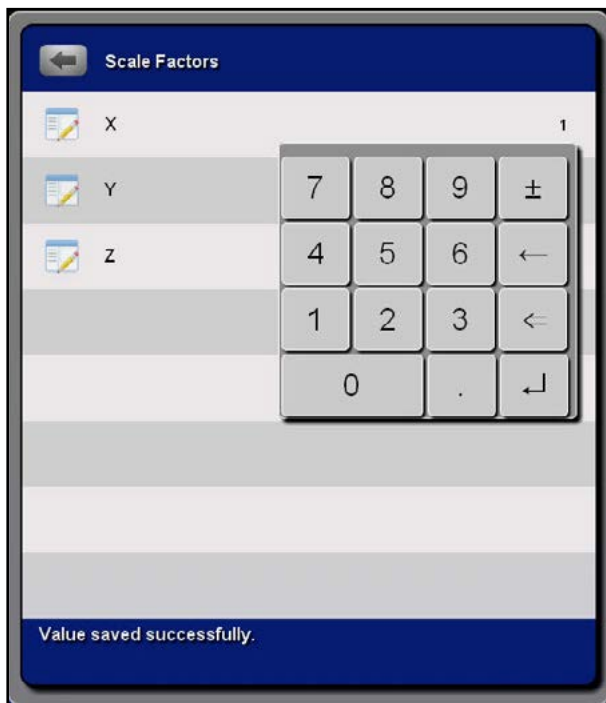 Scale Factors
X 1
Y
Z
7 8 9 ±
4 5 6 ←
1 2 3 ⇐
0 . ↵
Value saved successfully.